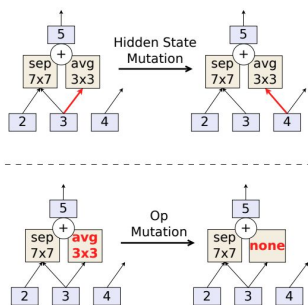 5
+
sep
7x7
avg
3x3
2
3
4
Hidden State
Mutation
5
+
sep
7x7
avg
3x3
2
3
4
5
+
sep
7x7
avg
3x3
2
3
4
Op
Mutation
5
+
sep
7x7
none
2
3
4